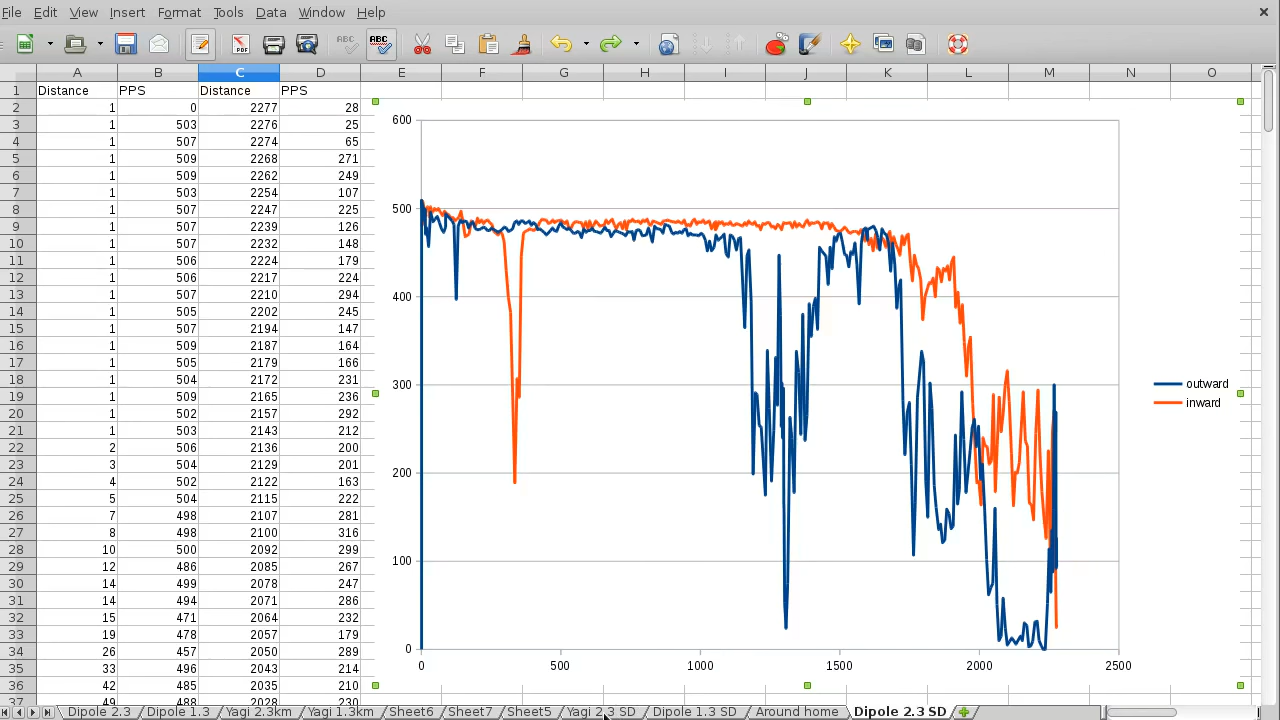 File Edit View Insert Format Tools Data Window Help
A B C D E F G H I J K L M N O
1 Distance PPS Distance PPS
2 1 0 2277 28
3 1 503 2276 25
4 1 507 2274 65
5 1 509 2268 271
6 1 509 2262 249
7 1 503 2254 107
8 1 507 2247 225
9 1 507 2239 126
10 1 507 2232 148
11 1 506 2224 179
12 1 506 2217 224
13 1 507 2210 294
14 1 505 2202 245
15 1 507 2194 147
16 1 509 2187 164
17 1 505 2179 166
18 1 504 2172 231
19 1 509 2165 236
20 1 502 2157 292
21 1 503 2143 212
22 2 506 2136 200
23 3 504 2129 201
24 4 502 2122 163
25 5 504 2115 222
26 7 498 2107 281
27 8 498 2100 316
28 10 500 2092 299
29 12 486 2085 267
30 14 499 2078 247
31 14 494 2071 286
32 15 471 2064 232
33 19 478 2057 179
34 26 457 2050 289
35 33 496 2043 214
36 42 485 2035 210
37 49 488 2028 230
600
500
400
300
200
100
0
0 500 1000 1500 2000 2500
outward
inward
Dipole 2.3 Dipole 1.3 Yagi 2.3km Yagi 1.3km Sheet6 Sheet7 Sheet5 Yagi 2.3 SD Dipole 1.3 SD Around home Dipole 2.3 SD